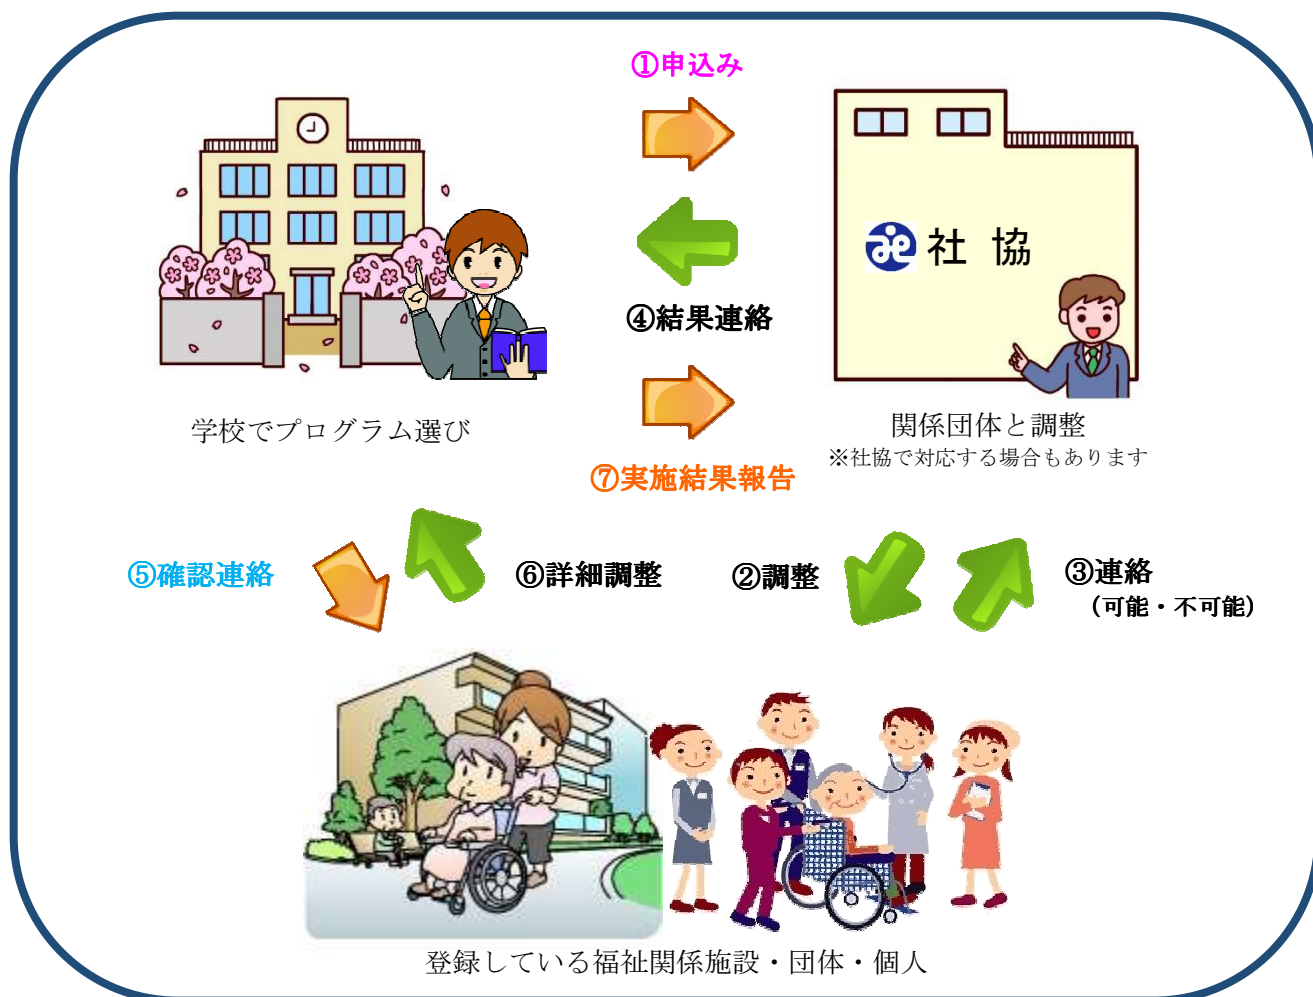 ①申込み
社 協
④結果連絡
学校でプログラム選び
関係団体と調整
※社協で対応する場合もあります
⑦実施結果報告
⑤確認連絡
⑥詳細調整
②調整
③連絡
（可能・不可能）
登録している福祉関係施設・団体・個人